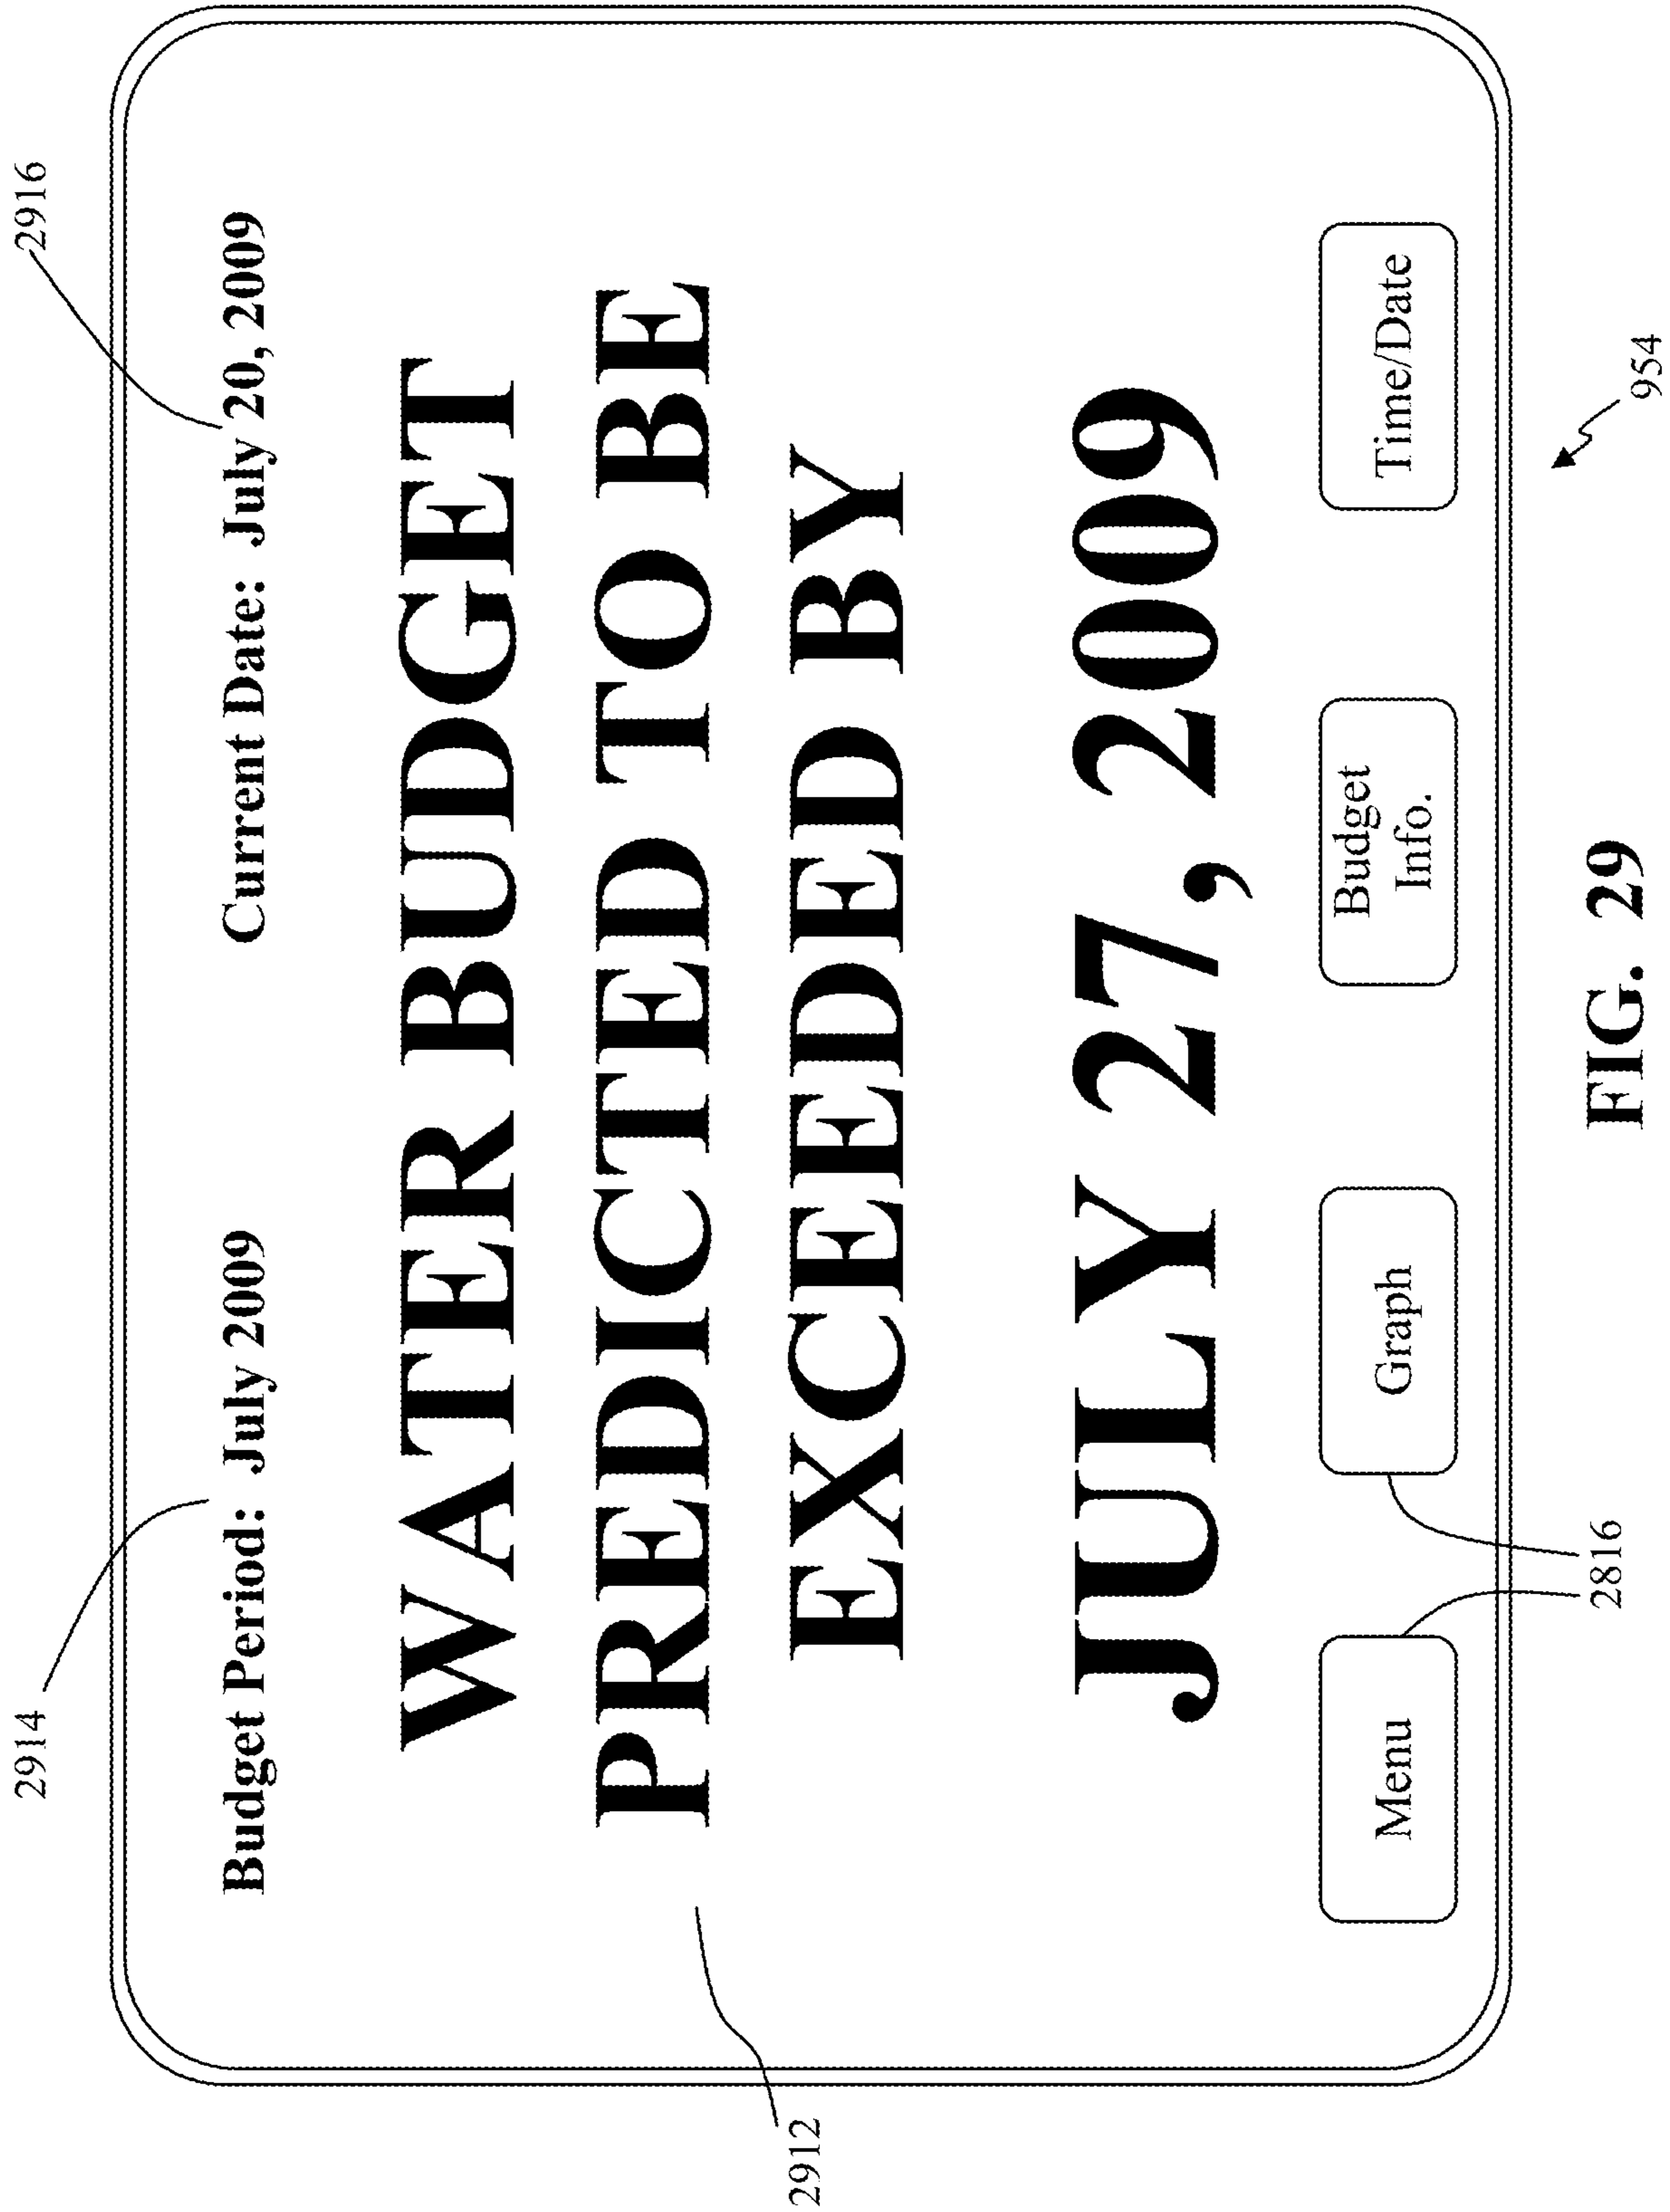 2914
2916
Budget Period: July 2009
Current Date: July 20, 2009
WATER BUDGET
PREDICTED TO BE
EXCEEDED BY
JULY 27, 2009
2912
Menu
Graph
Budget
Info.
Time/Date
2816
954
FIG. 29